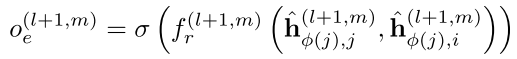 $o_e^{(l+1,m)} = \sigma \left( f_r^{(l+1,m)} \left( \hat{\mathbf{h}}_{\phi(j),j}^{(l+1,m)}, \hat{\mathbf{h}}_{\phi(j),i}^{(l+1,m)} \right) \right)$